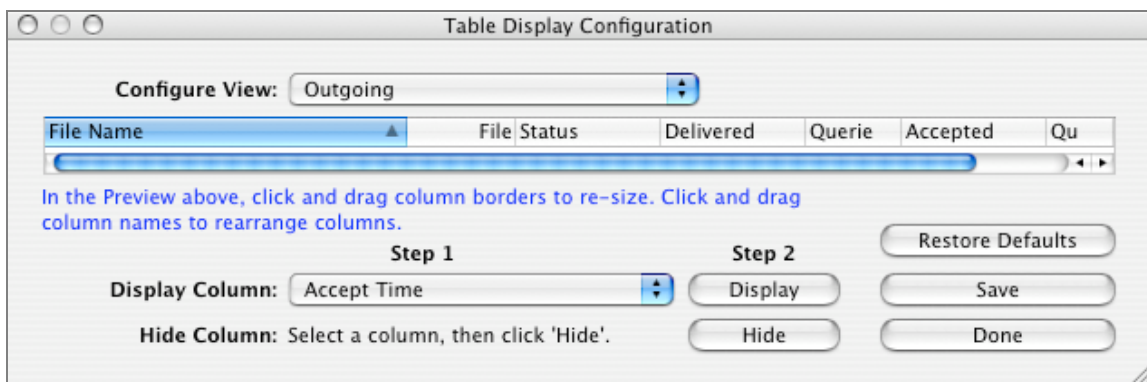 Table Display Configuration
Configure View: Outgoing
File Name File Status Delivered Querie Accepted Qu
In the Preview above, click and drag column borders to re-size. Click and drag
column names to rearrange columns.
Step 1 Step 2 Restore Defaults
Display Column: Accept Time Display Save
Hide Column: Select a column, then click 'Hide'. Hide Done